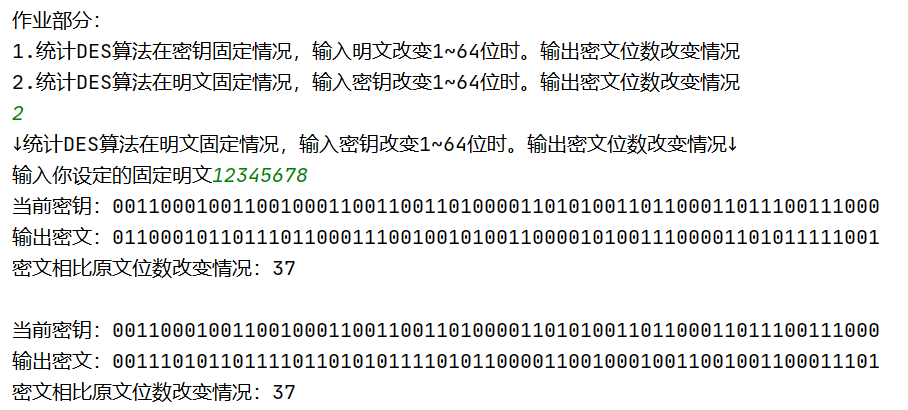 作业部分：
1.统计DES算法在密钥固定情况，输入明文改变1~64位时。输出密文位数改变情况
2.统计DES算法在明文固定情况，输入密钥改变1~64位时。输出密文位数改变情况
2
↓统计DES算法在明文固定情况，输入密钥改变1~64位时。输出密文位数改变情况↓
输入你设定的固定明文12345678
当前密钥：0011000100110010001100110011010000110101001101100011011100111000
输出密文：0110001011011101100011100100101001100001010011100001101011111001
密文相比原文位数改变情况：37
当前密钥：0011000100110010001100110011010000110101001101100011011100111000
输出密文：0011101011011110110101011110101100001100100010011001001100011101
密文相比原文位数改变情况：37